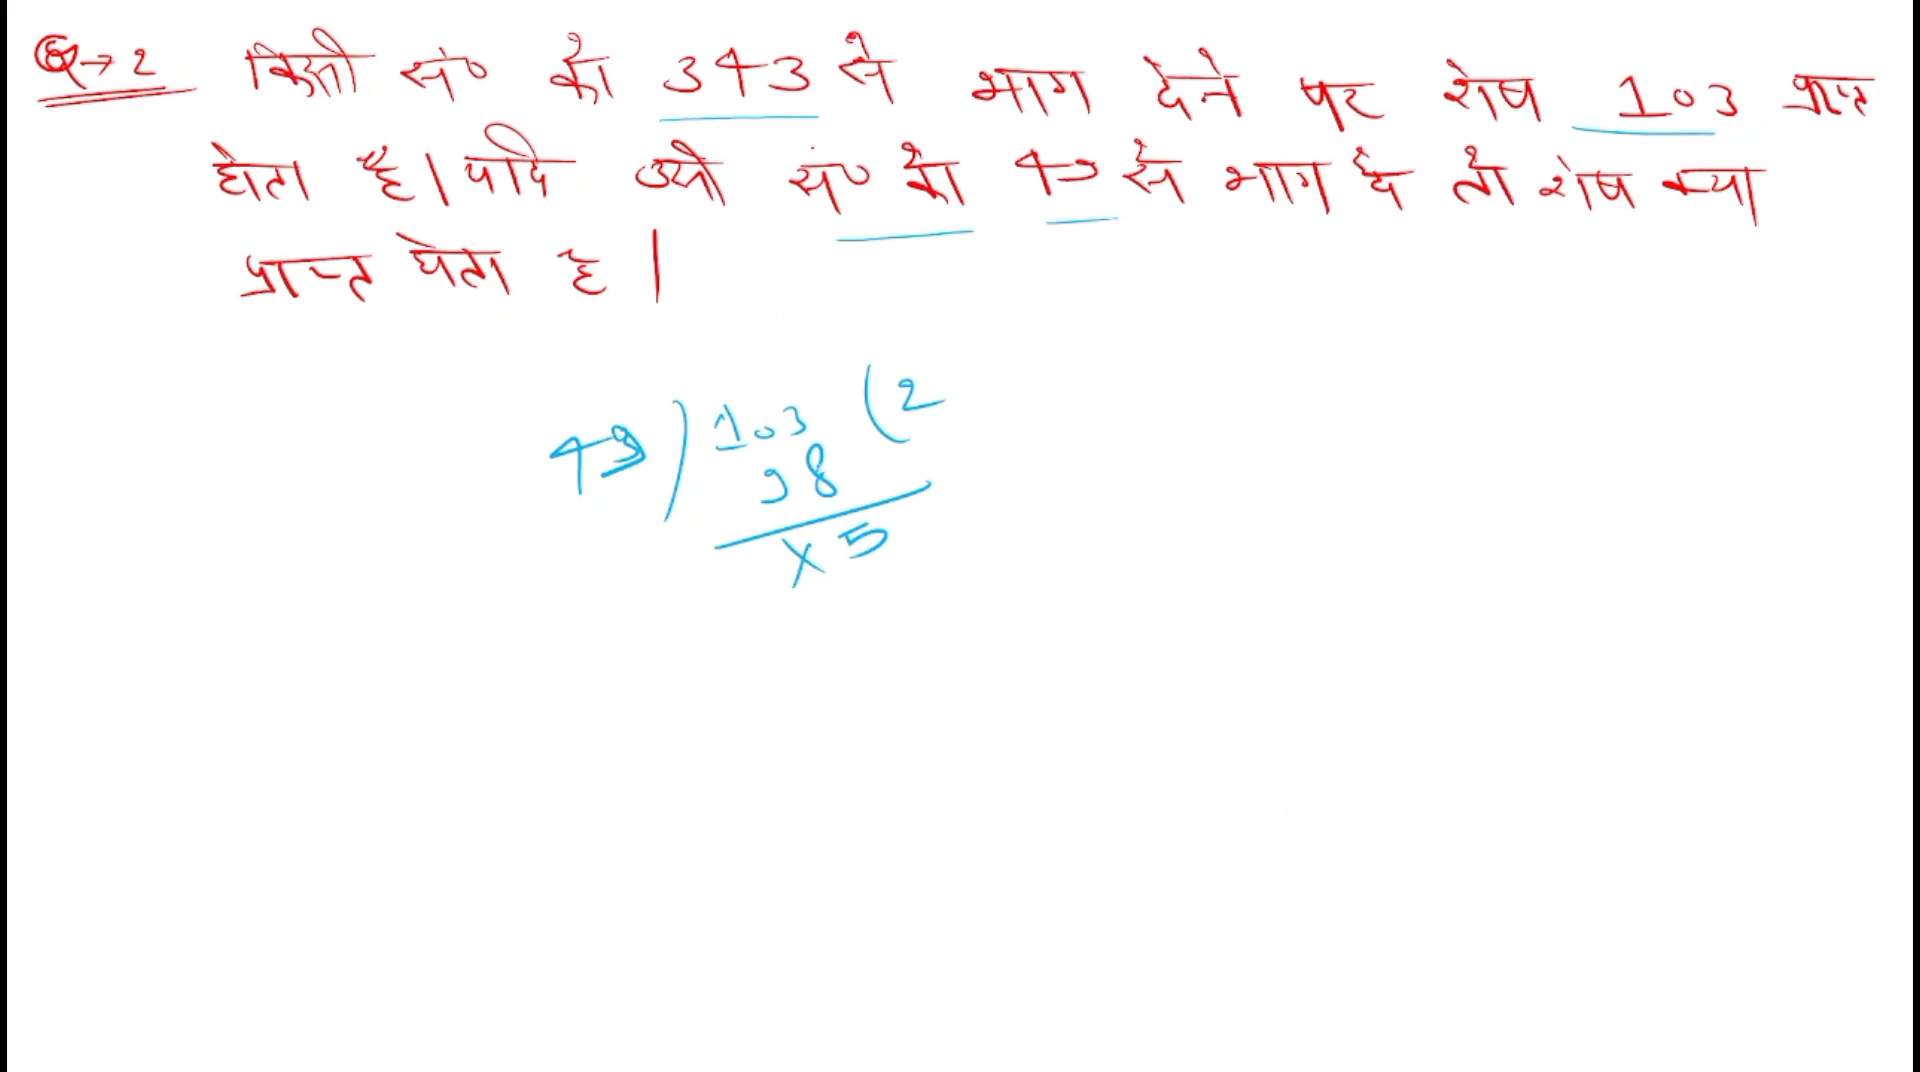 Q→2 किसी सं० को 343 से भाग देने पर शेष 103 प्राप्त
होता है। यदि उसी सं० को 49 से भाग दे तो शेष क्या
प्राप्त होता है।
49) 103 (2
98
x 5